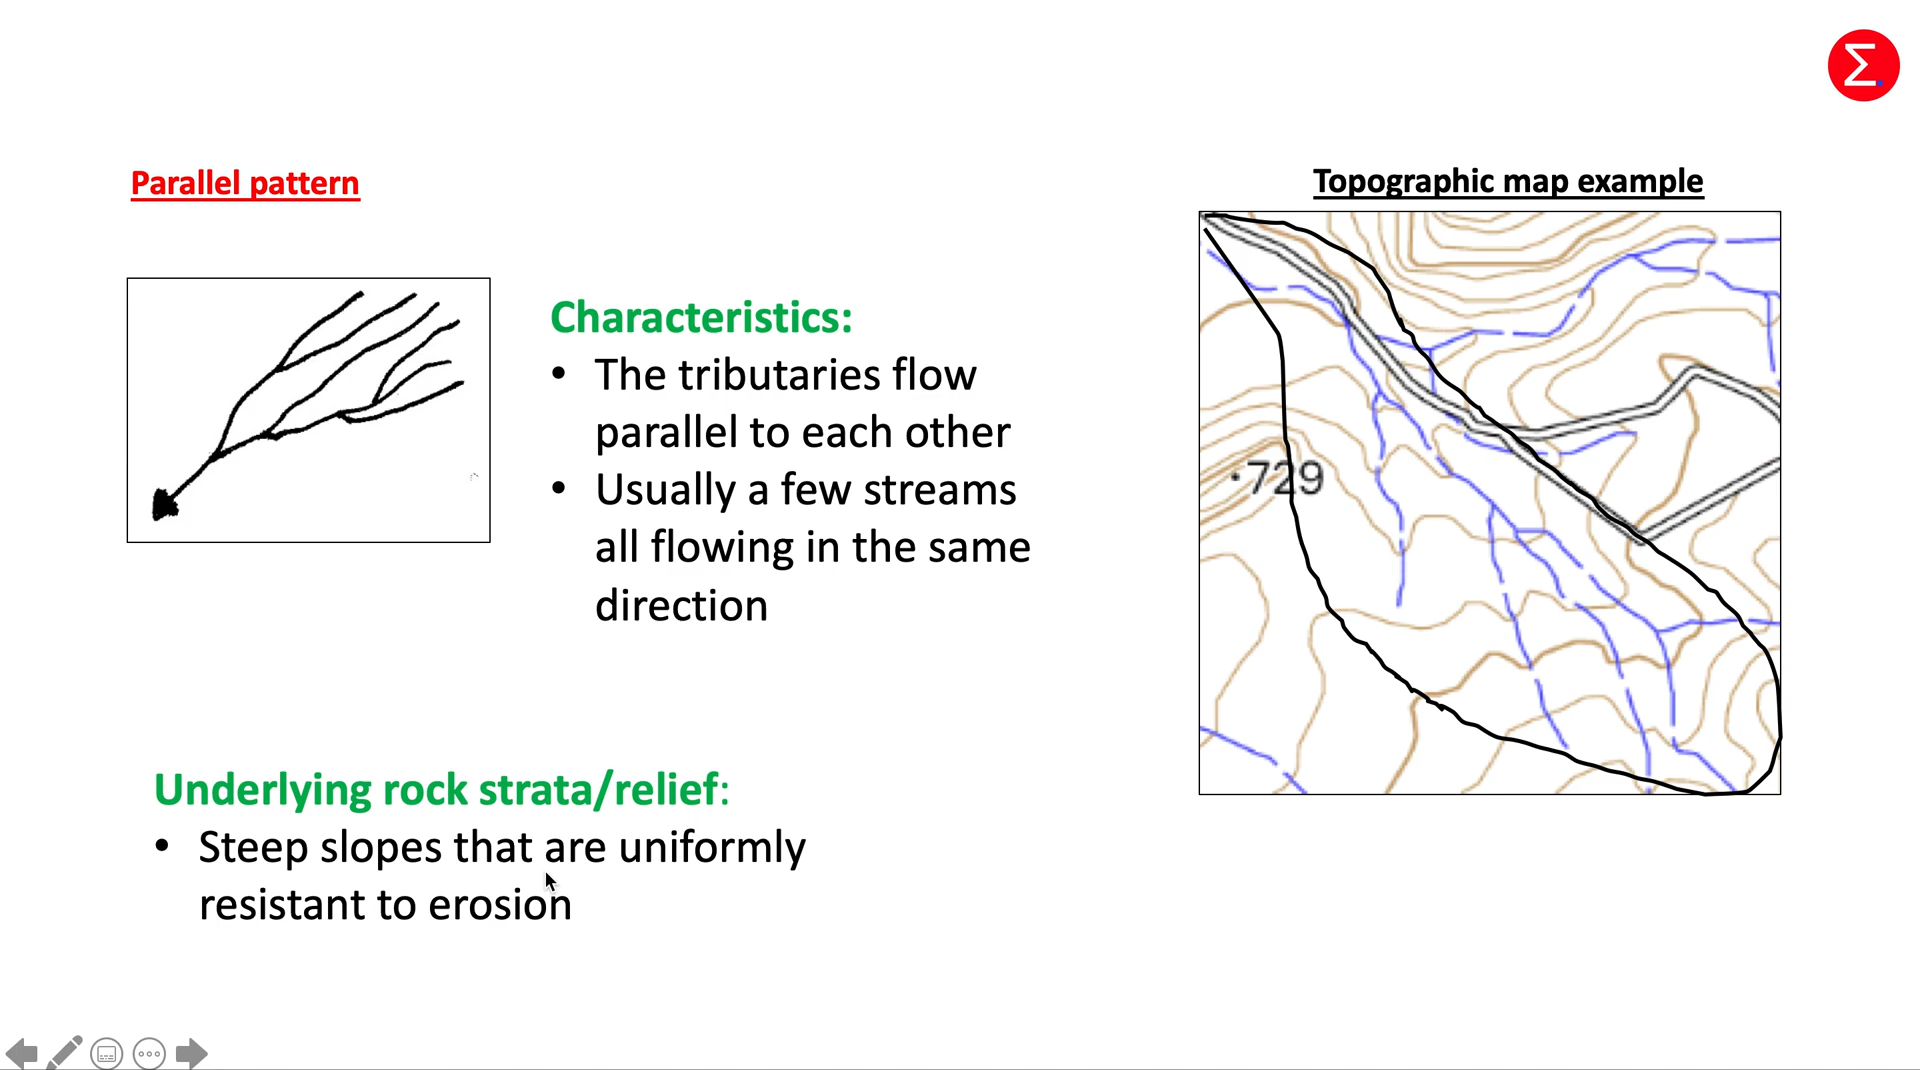 Σ
Parallel pattern
Topographic map example
Characteristics:
• The tributaries flow
parallel to each other
• Usually a few streams
all flowing in the same
direction
·729
Underlying rock strata/relief:
• Steep slopes that are uniformly
resistant to erosion